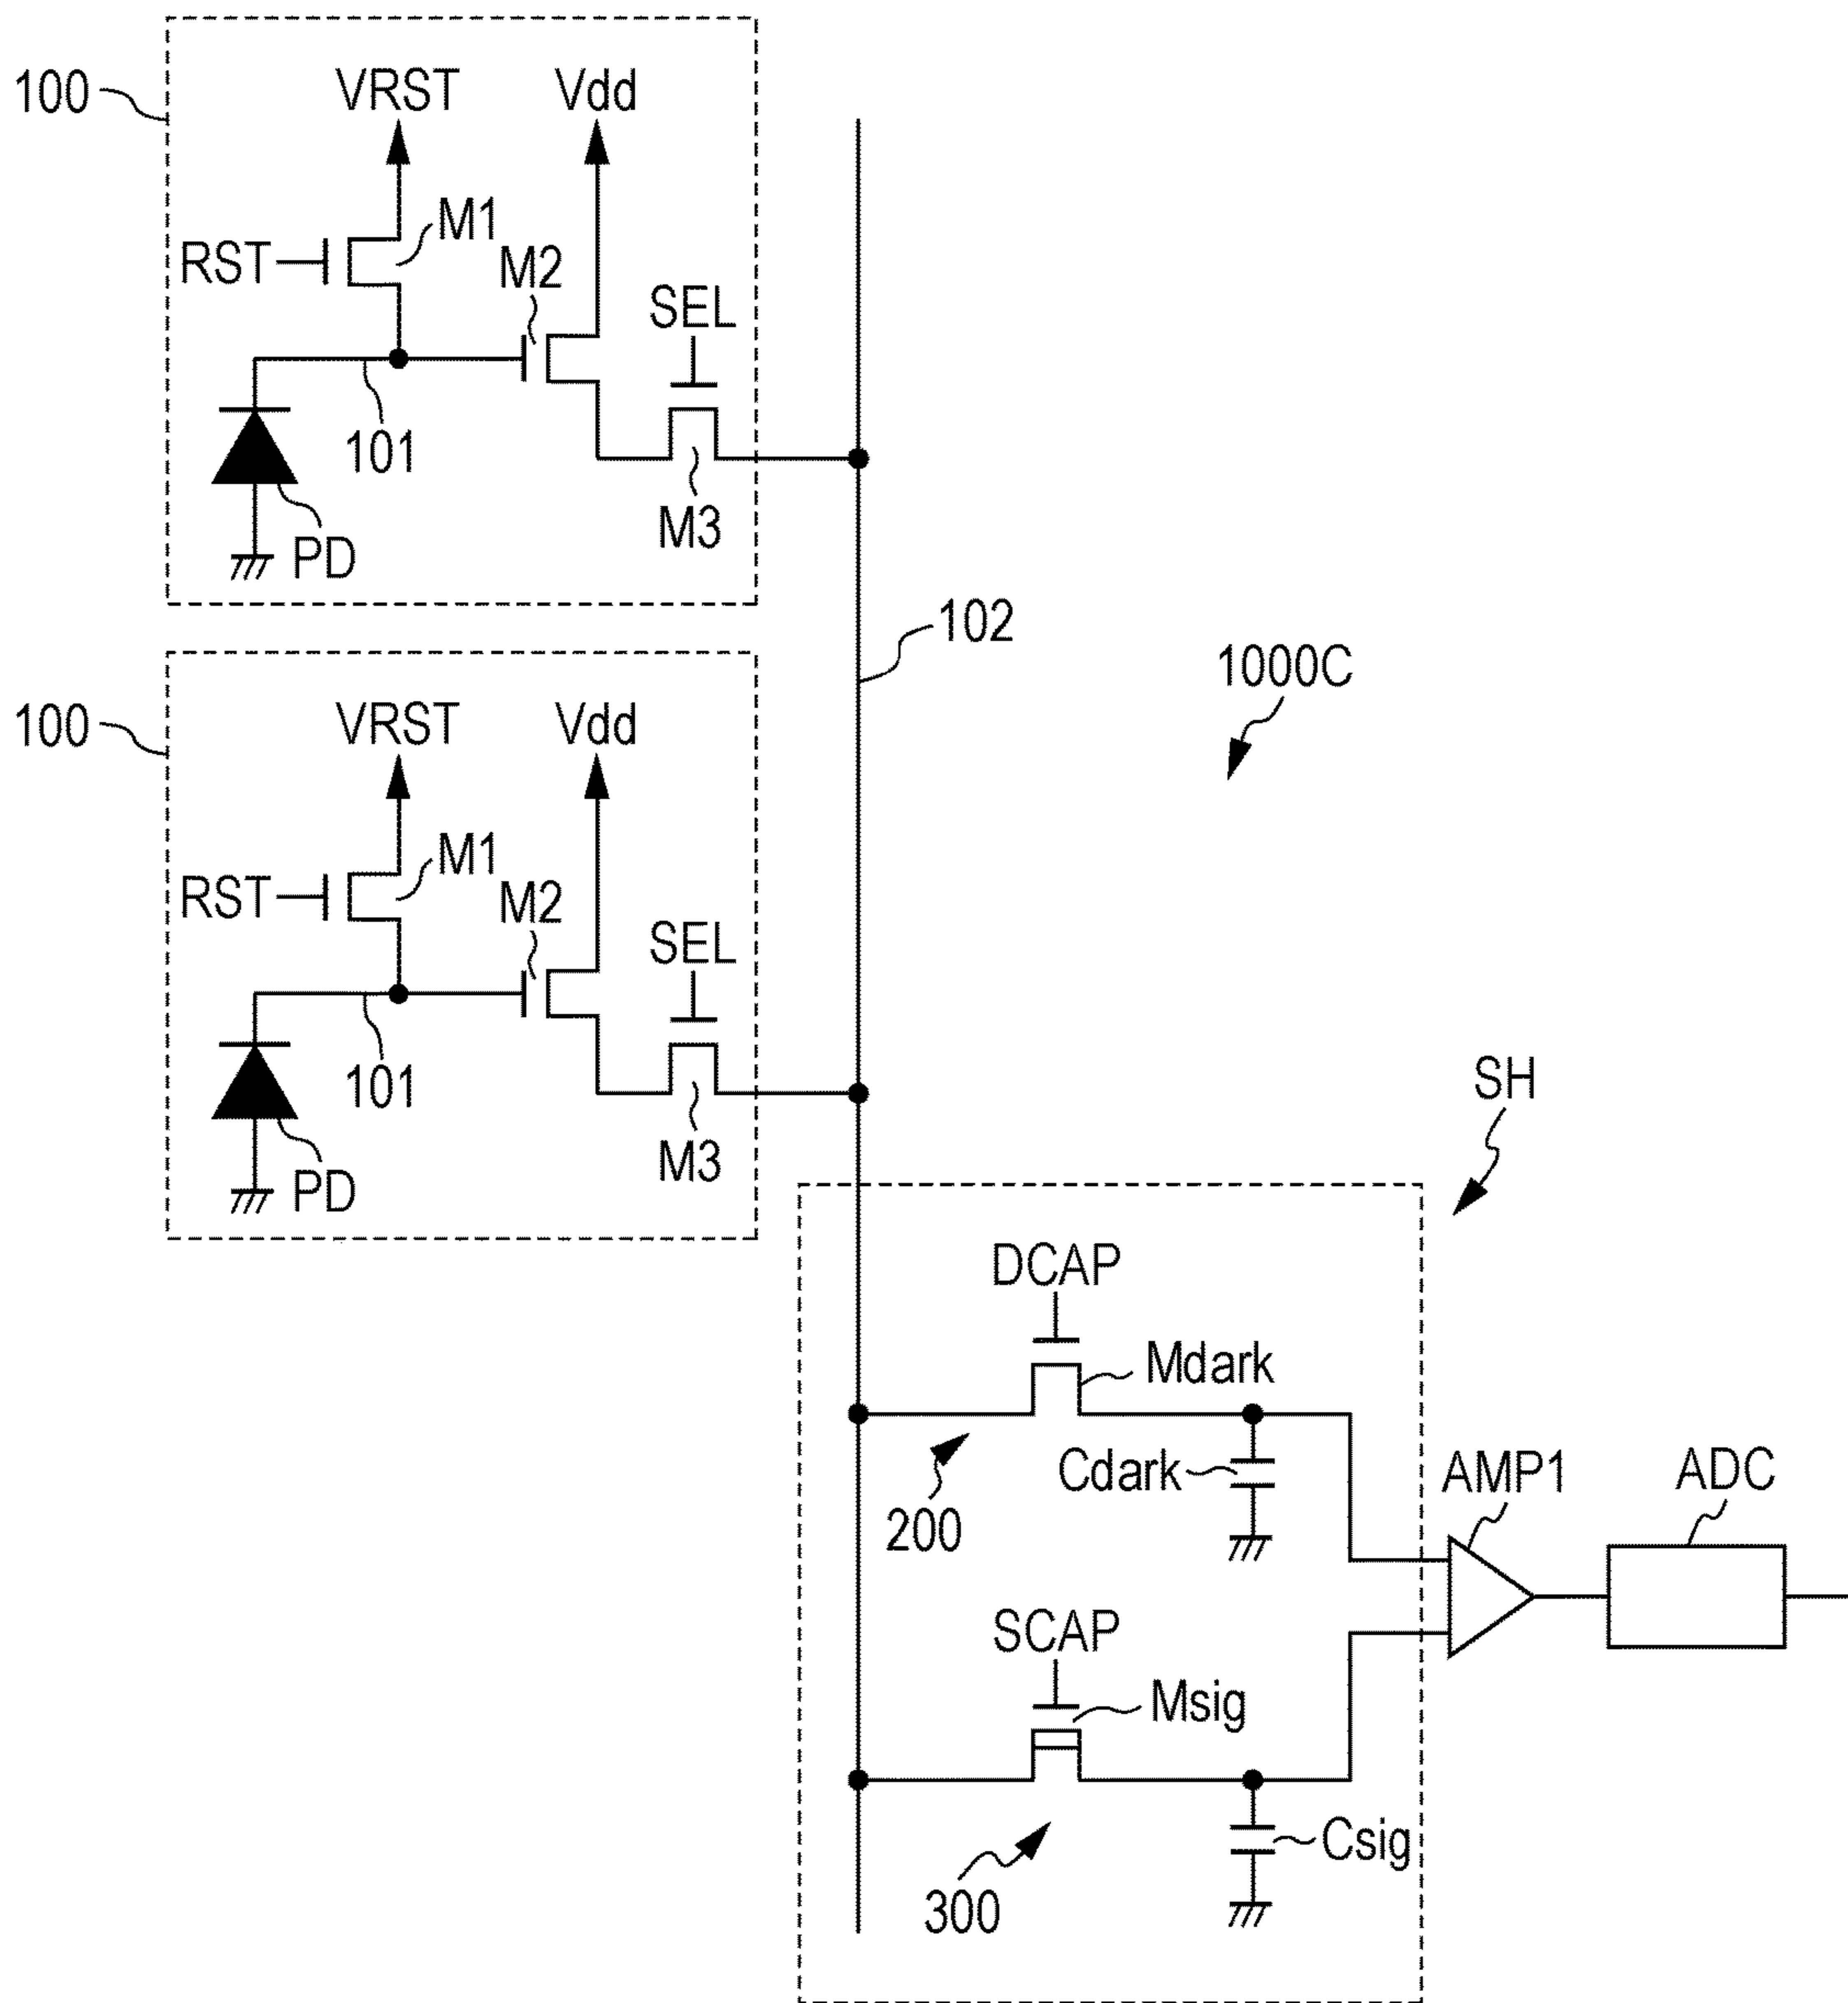 100
VRST
Vdd
M1
RST
M2
SEL
101
M3
PD
102
1000C
100
VRST
Vdd
M1
RST
M2
SEL
101
M3
PD
SH
DCAP
Mdark
Cdark
200
AMP1
ADC
SCAP
Msig
Csig
300